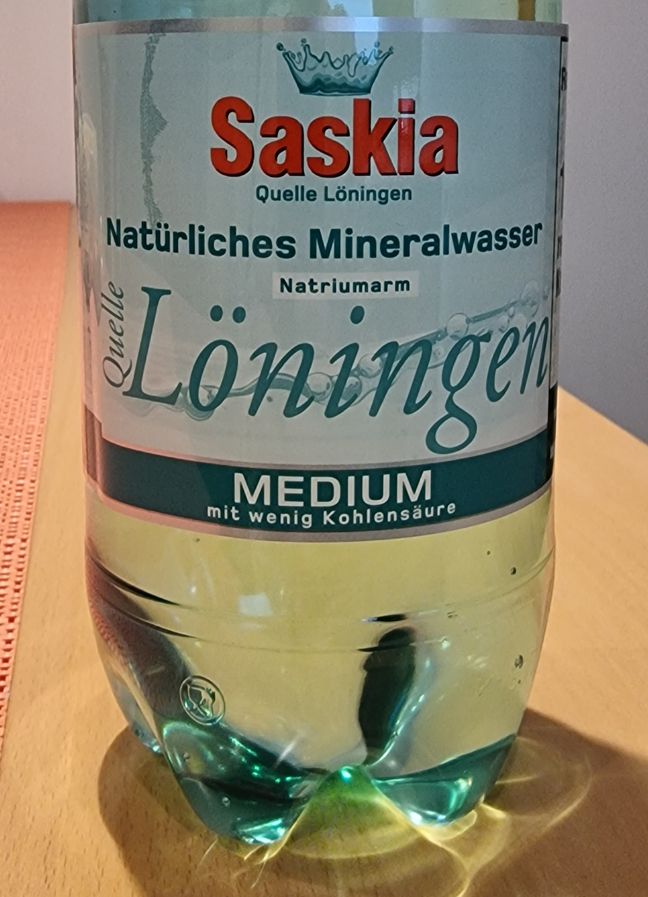 Saskia
Quelle Löningen
Natürliches Mineralwasser
Natriumarm
Quelle
Löningen
MEDIUM
mit wenig Kohlensäure